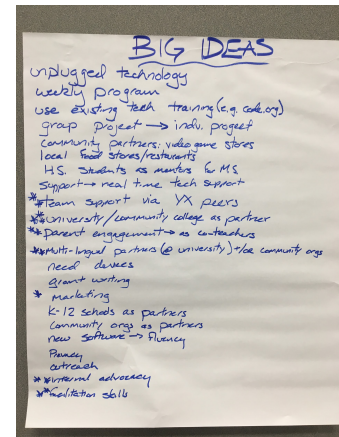 BIG IDEAS
unplugged technology
weekly program
use existing tech training (e.g. code.org)
group project → indv. project
Community partners: video game stores
local food stores/restaurants
H.S. students as mentors for M.S.
Support → real time tech support
**team support via YX peers
**university/community college as partner
**parent engagement → as coteachers
**Multi-lingual partners (@ university) +/or community orgs
need devices
grant writing
* marketing
K-12 schools as partners
Community orgs as partners
new software → Fluency
Privacy
outreach
**internal advocacy
**facilitation skills